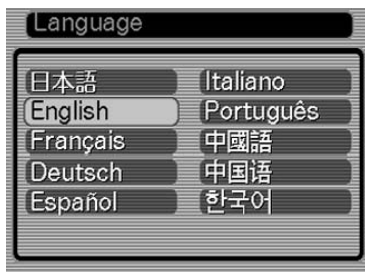 Language
日本語
English
Français
Deutsch
Español
Italiano
Português
中國語
中国语
한국어